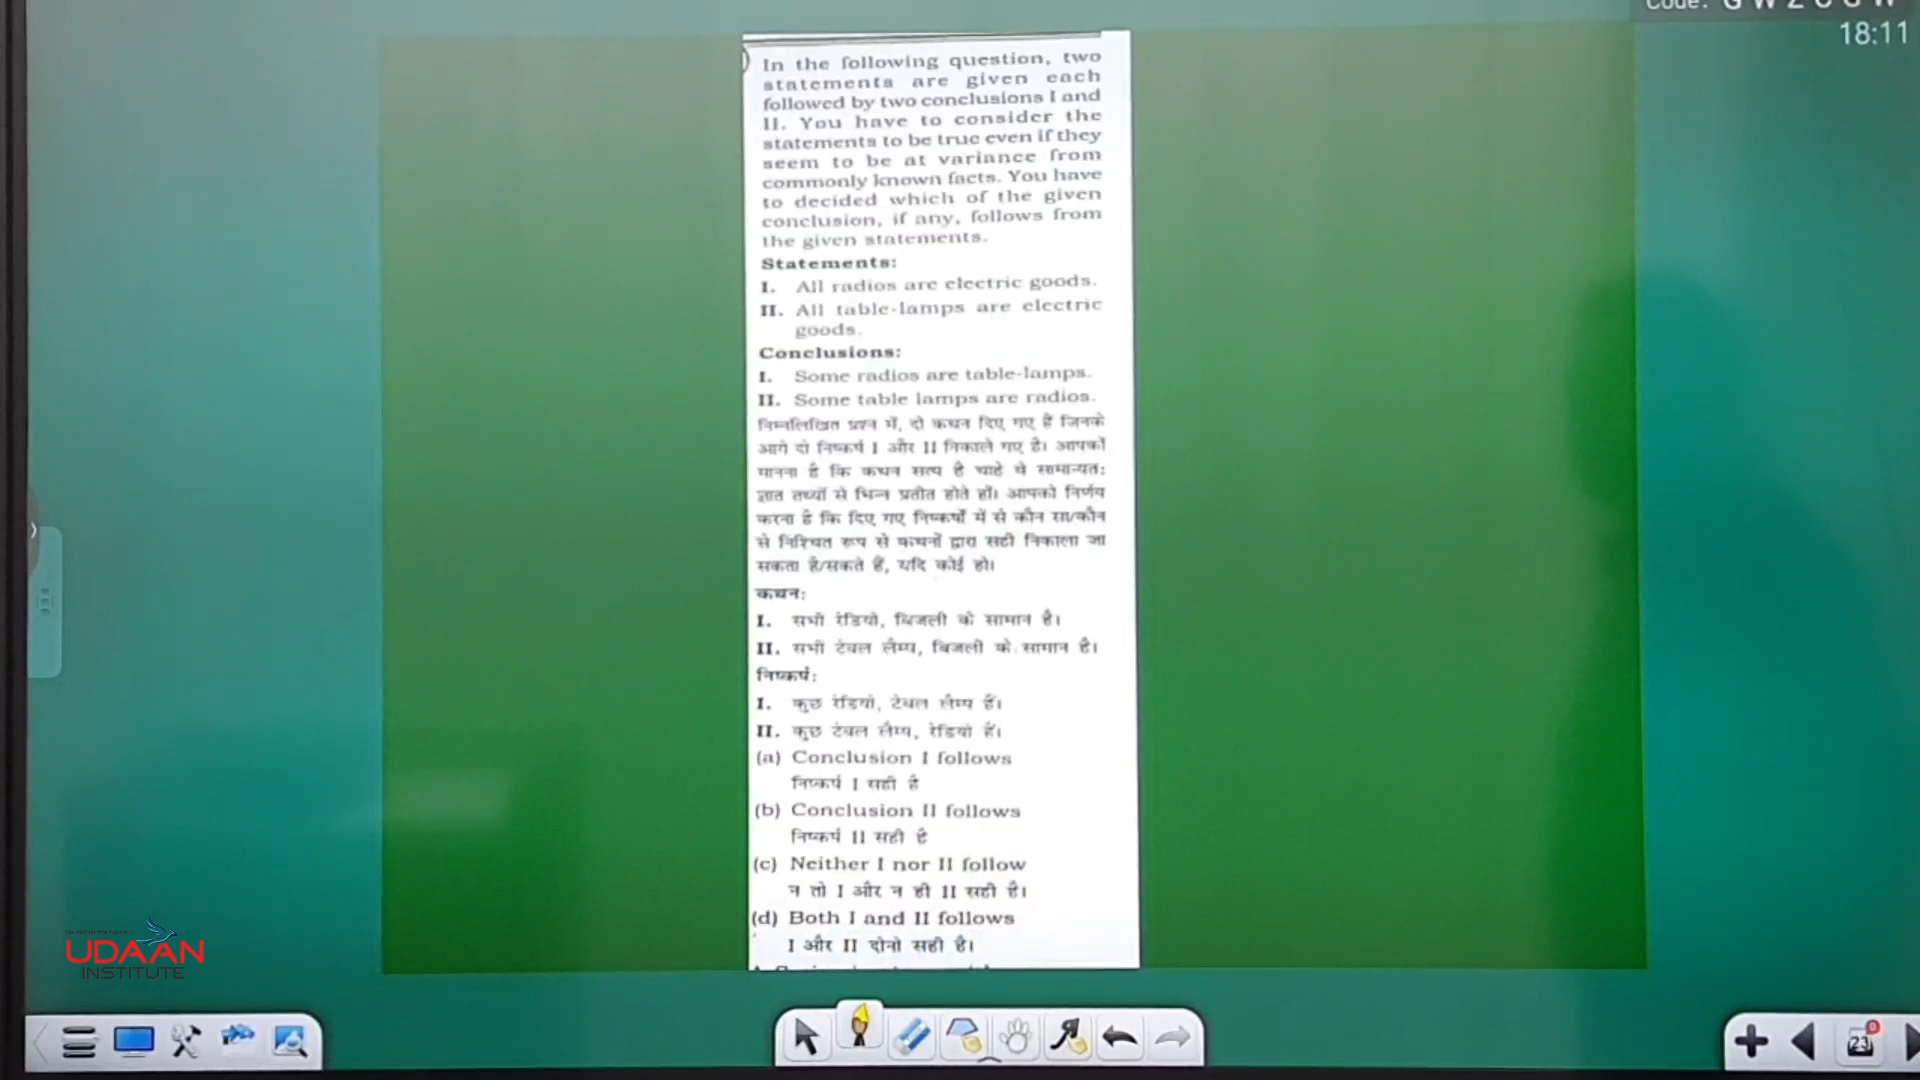 18:11
In the following question, two
statements are given each
followed by two conclusions I and
II. You have to consider the
statements to be true even if they
seem to be at variance from
commonly known facts. You have
to decided which of the given
conclusion, if any, follows from
the given statements.
Statements:
I. All radios are electric goods.
II. All table-lamps are electric
goods.
Conclusions:
I. Some radios are table-lamps.
II. Some table lamps are radios.
निम्नलिखित प्रश्न में, दो कथन दिए गए हैं जिनके
आगे दो निष्कर्ष I और II निकाले गए है। आपको
मानना है कि कथन सत्य है चाहे वे सामान्यत:
ज्ञात तथ्यों से भिन्न प्रतीत होते हों। आपको निर्णय
करना है कि दिए गए निष्कर्षों में से कौन सा/कौन
से निश्चित रूप से कथनों द्वारा सही निकाला जा
सकता है/सकते हैं, यदि कोई हो।
कथन:
I. सभी रेडियो, बिजली के सामान है।
II. सभी टेबल लैम्प, बिजली के सामान है।
निष्कर्ष:
I. कुछ रेडियो, टेबल लैम्प हैं।
II. कुछ टेबल लैम्प, रेडियो हैं।
(a) Conclusion I follows
निष्कर्ष I सही है
(b) Conclusion II follows
निष्कर्ष II सही है
(c) Neither I nor II follow
न तो I और न ही II सही है।
(d) Both I and II follows
I और II दोनो सही है।
UDAAN
INSTITUTE
23